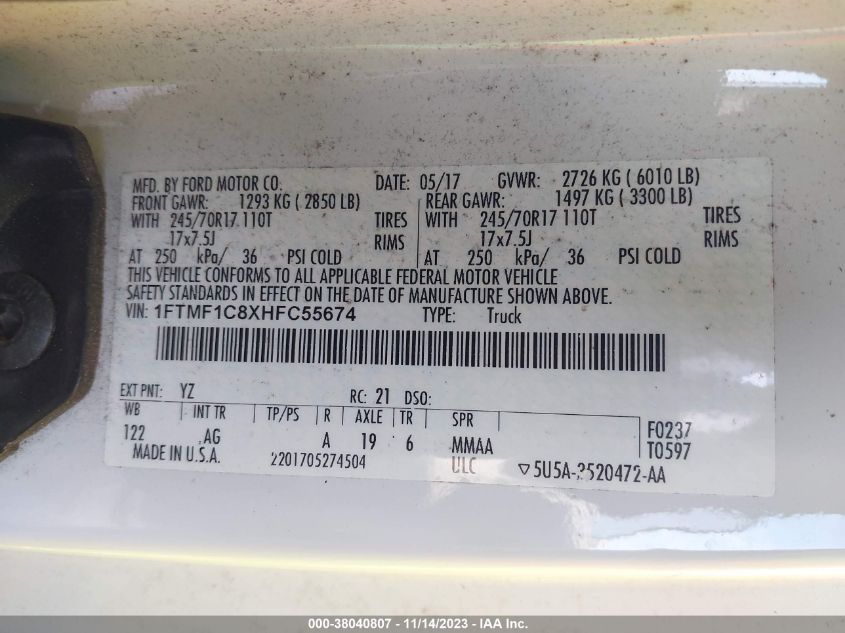 MFD. BY FORD MOTOR CO. DATE: 05/17 GVWR: 2726 KG ( 6010 LB)
FRONT GAWR: 1293 KG ( 2850 LB) REAR GAWR: 1497 KG ( 3300 LB)
WITH 245/70R17 110T TIRES WITH 245/70R17 110T TIRES
17x7.5J RIMS 17x7.5J RIMS
AT 250 kPa/ 36 PSI COLD AT 250 kPa/ 36 PSI COLD
THIS VEHICLE CONFORMS TO ALL APPLICABLE FEDERAL MOTOR VEHICLE
SAFETY STANDARDS IN EFFECT ON THE DATE OF MANUFACTURE SHOWN ABOVE.
VIN: 1FTMF1C8XHFC55674 TYPE: Truck
EXT PNT: YZ RC: 21 DSO:
WB INT TR TP/PS R AXLE TR SPR
122 AG A 19 6 MMAA F0237
T0597
MADE IN U.S.A. 2201705274504 ULC ▽5U5A-3520472-AA
000-38040807 - 11/14/2023 - 1AAI, Inc.